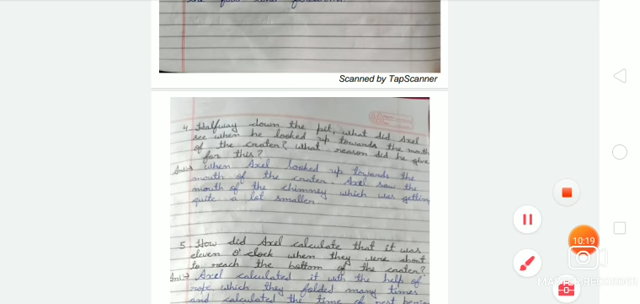 Scanned by TapScanner
4. Halfway down the pit, what did Axel
see when he looked up towards the mouth
of the crater? What reason did he give
for this?
Ans:- When Axel looked up towards the
mouth of the crater. Axel saw the
mouth of the chimney which was getting
quite a lot smaller.
5. How did Axel calculate that it was
eleven O' clock when they were about
to reach the bottom of the crater?
Ans:- Axel calculated it with the help of
rope which they folded many times
and calculated the time of rest
10:19